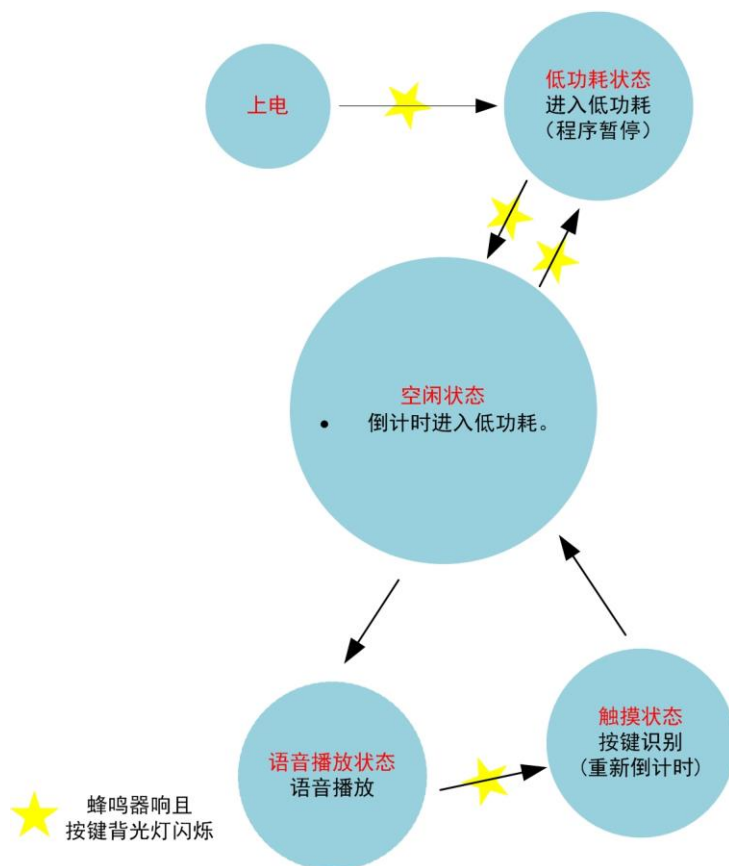 上电
低功耗状态
进入低功耗
（程序暂停）
空闲状态
• 倒计时进入低功耗。
语音播放状态
语音播放
触摸状态
按键识别
（重新倒计时）
蜂鸣器响且
按键背光灯闪烁